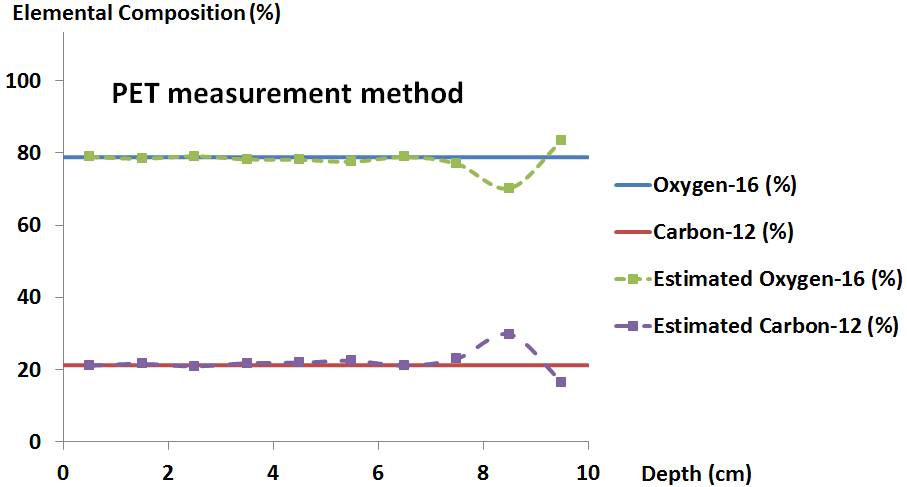 Elemental Composition (%)
PET measurement method
100
80
60
40
20
0
0 2 4 6 8 10
Depth (cm)
Oxygen-16 (%)
Carbon-12 (%)
Estimated Oxygen-16 (%)
Estimated Carbon-12 (%)